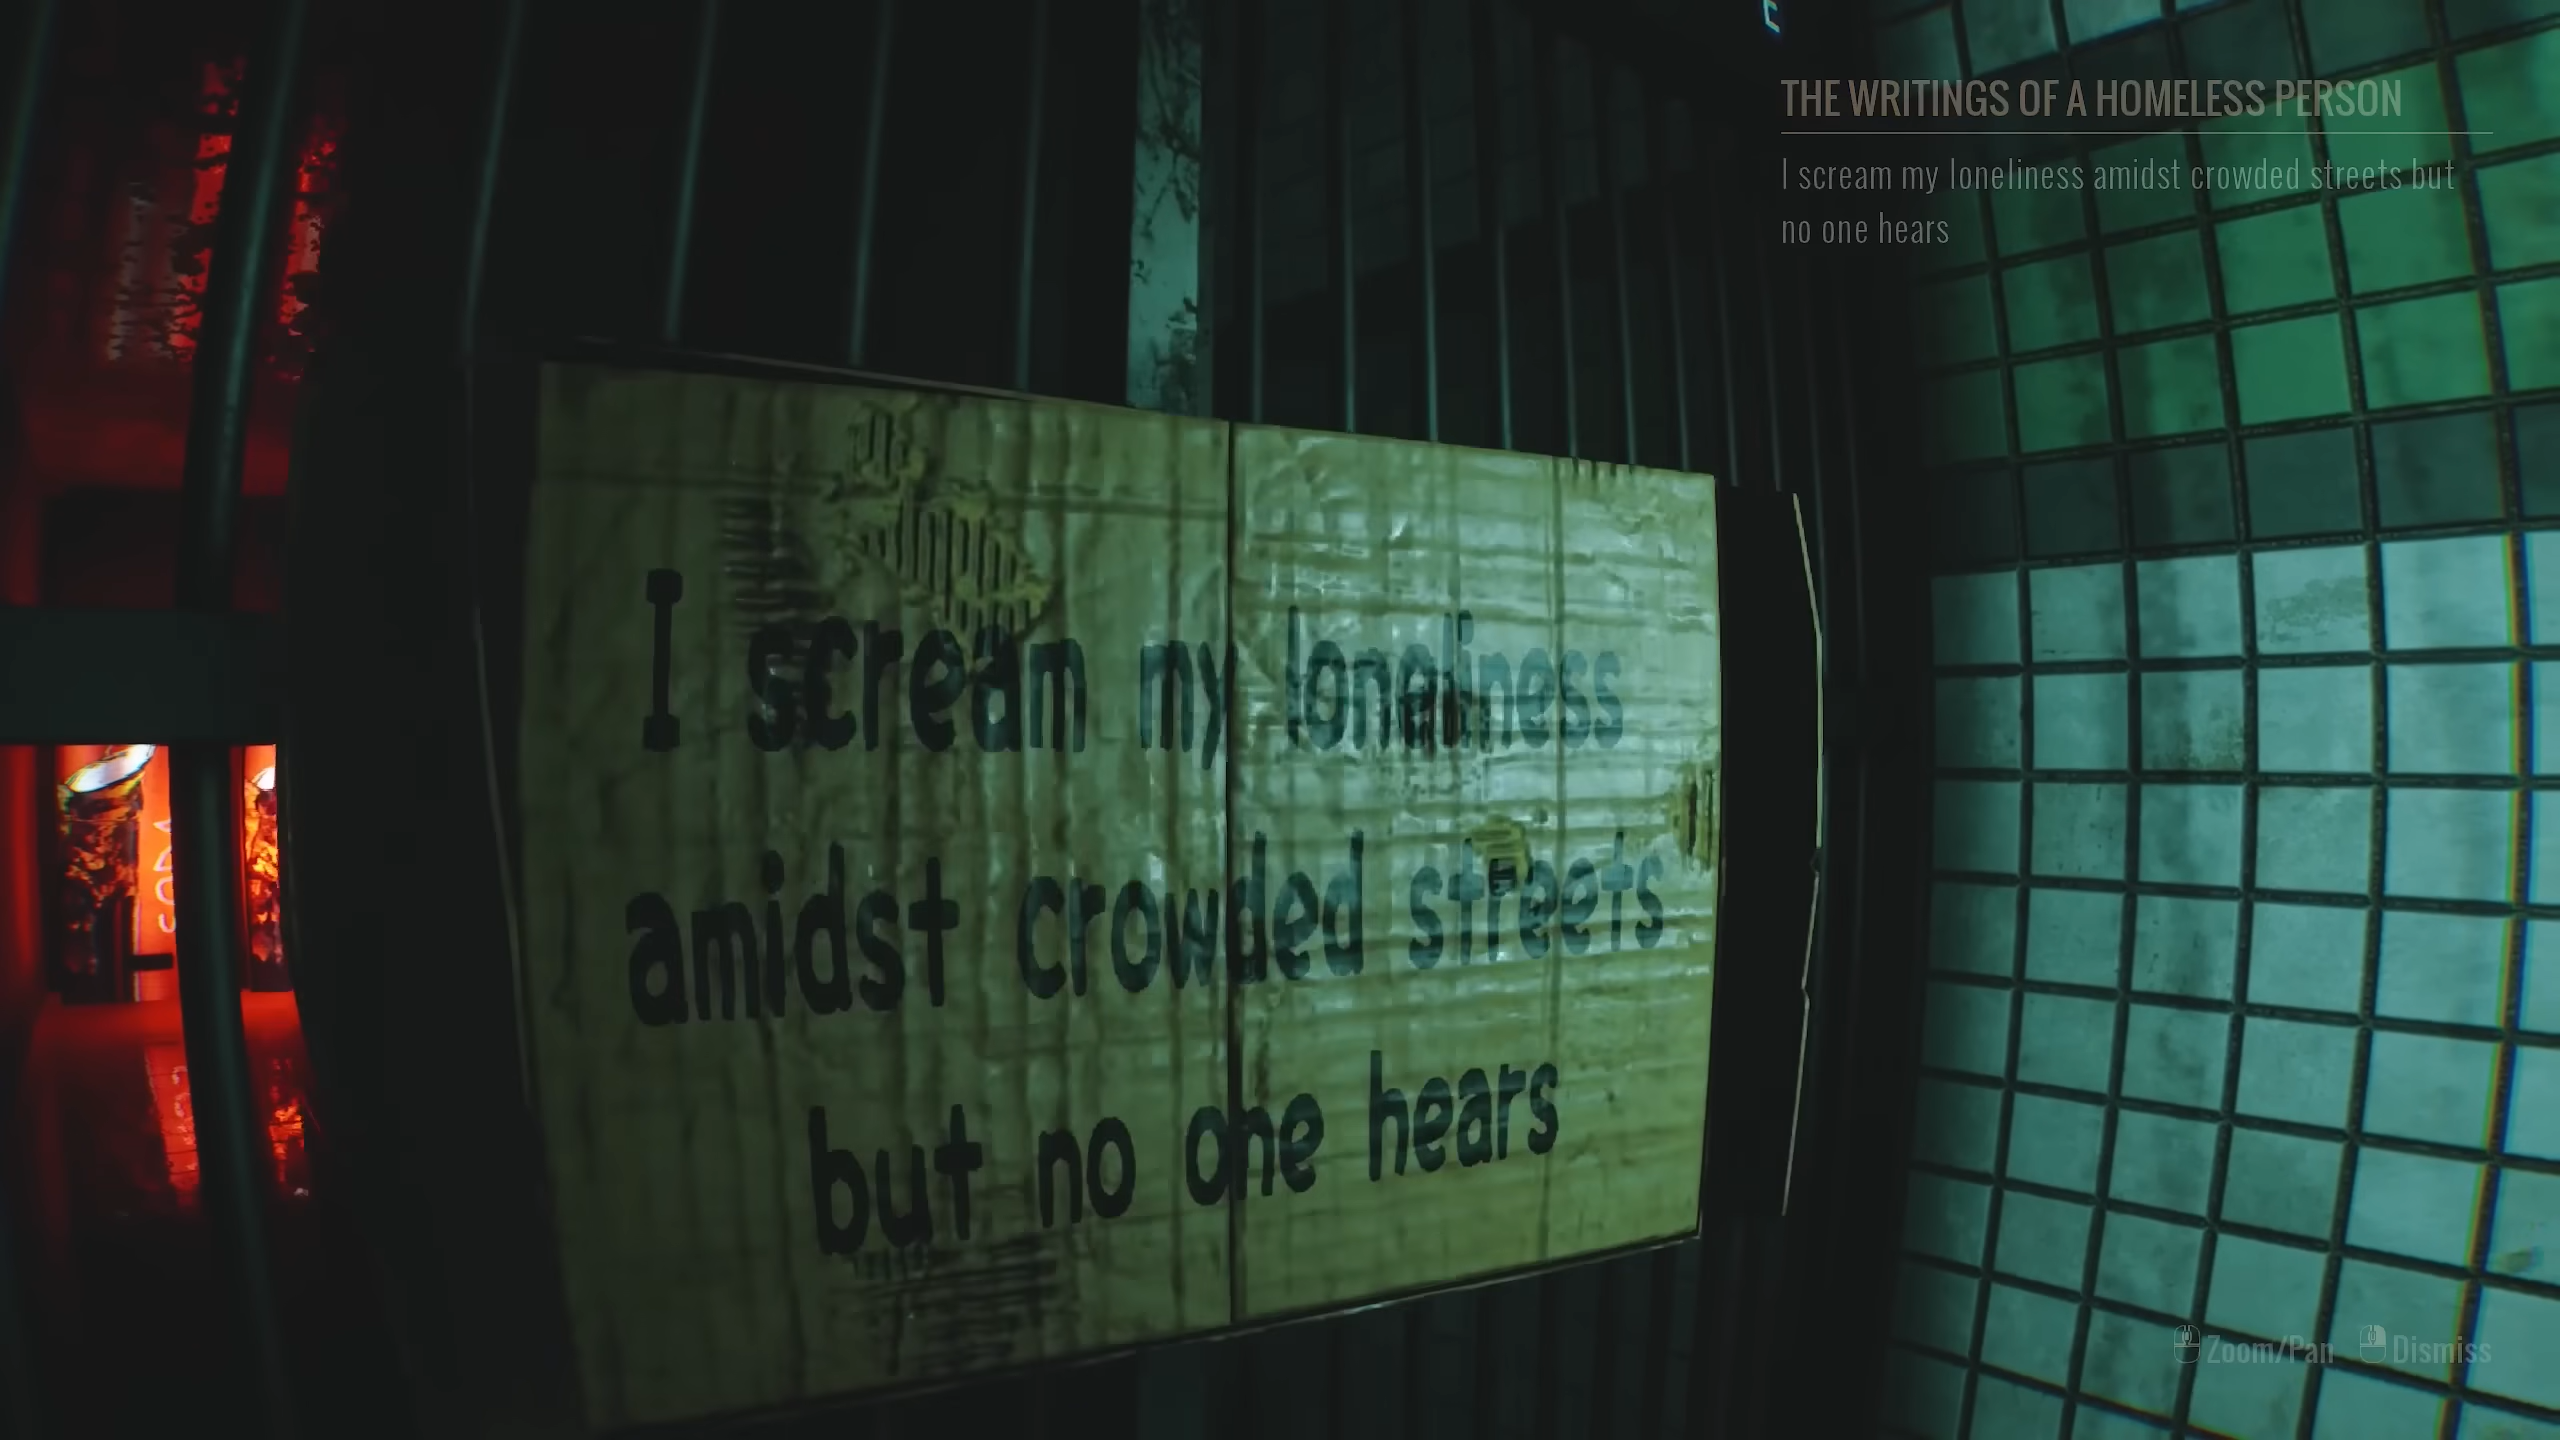 THE WRITINGS OF A HOMELESS PERSON
I scream my loneliness amidst crowded streets but
no one hears
I scream my loneliness
amidst crowded streets
but no one hears
SODA
Zoom/Pan Dismiss